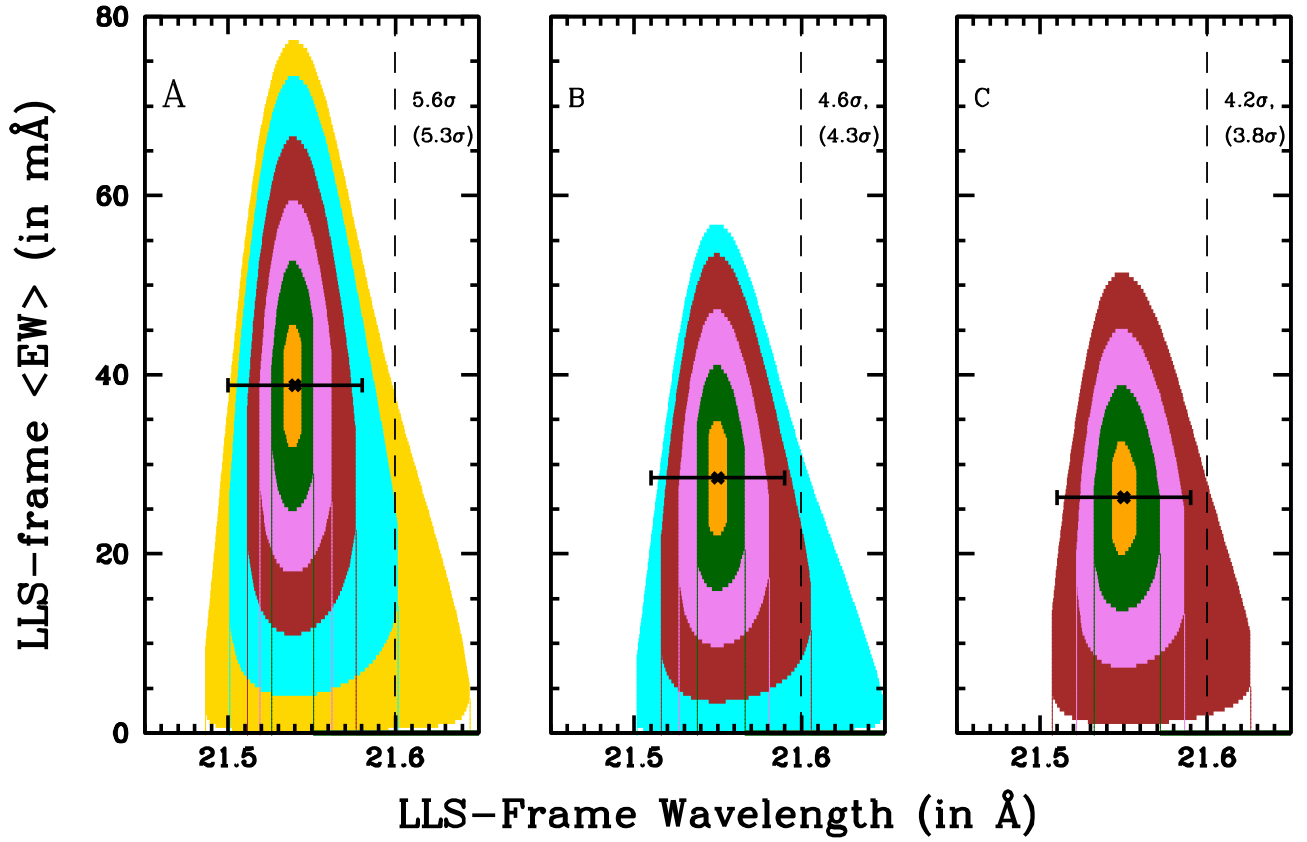 LLS-frame <EW> (in mÅ)
80
60
40
20
0
A
5.6σ
(5.3σ)
21.5
21.6
B
4.6σ,
(4.3σ)
21.5
21.6
C
4.2σ,
(3.8σ)
21.5
21.6
LLS-Frame Wavelength (in Å)